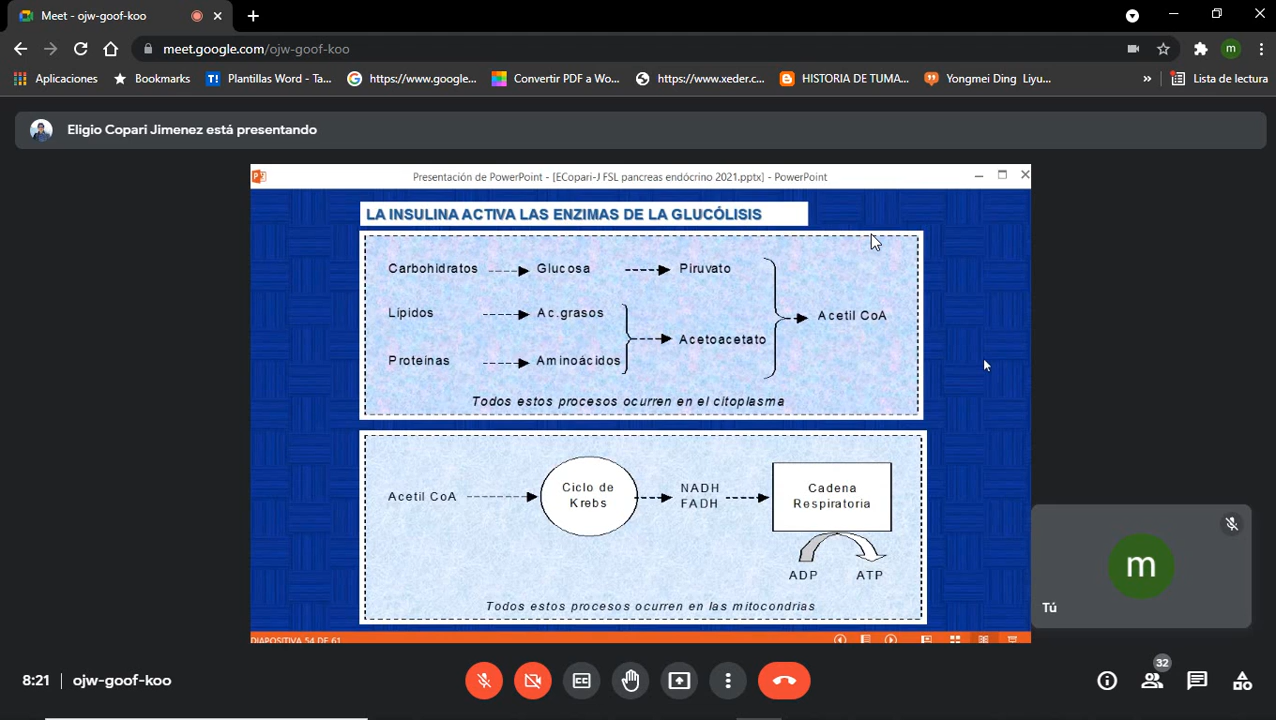 Meet - ojw-goof-koo
meet.google.com/ojw-goof-koo
m
Aplicaciones
Bookmarks
T! Plantillas Word - Ta...
https://www.google...
Convertir PDF a Wo...
https://www.xeder.c...
HISTORIA DE TUMA...
Yongmei Ding Liyu...
»
Lista de lectura
Eligio Copari Jimenez está presentando
Presentación de PowerPoint - [ECopari-J FSL pancreas endócrino 2021.pptx] - PowerPoint
LA INSULINA ACTIVA LAS ENZIMAS DE LA GLUCÓLISIS
Carbohidratos Glucosa Piruvato
Lípidos Ac.grasos
Acetil CoA
Acetoacetato
Proteínas Aminoácidos
Todos estos procesos ocurren en el citoplasma
Acetil CoA
Ciclo de
Krebs
NADH
FADH
Cadena
Respiratoria
ADP ATP
Todos estos procesos ocurren en las mitocondrias
DIAPOSITIVA 54 DE 61
m
Tú
8:21 | ojw-goof-koo
CC
32